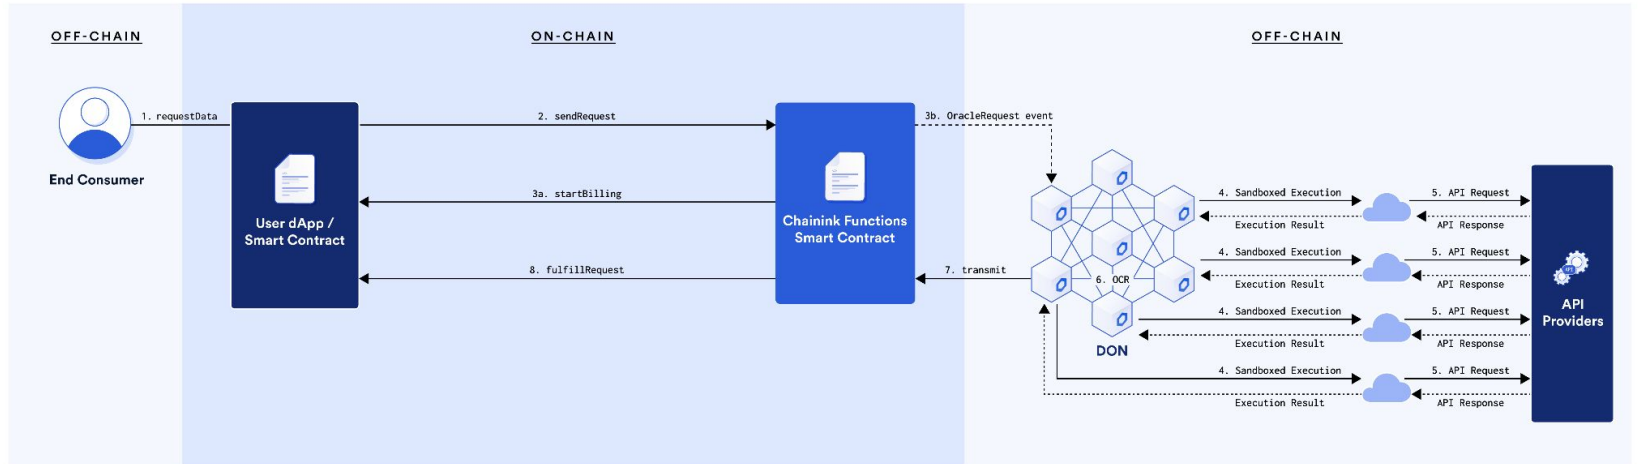 OFF-CHAIN
ON-CHAIN
OFF-CHAIN
End Consumer
1. requestData
User dApp /
Smart Contract
2. sendRequest
3a. startBilling
8. fulfillRequest
Chainink Functions
Smart Contract
3b. OracleRequest event
7. transmit
6. OCR
DON
4. Sandboxed Execution
Execution Result
5. API Request
API Response
4. Sandboxed Execution
Execution Result
5. API Request
API Response
4. Sandboxed Execution
Execution Result
5. API Request
API Response
4. Sandboxed Execution
Execution Result
5. API Request
API Response
API
API
Providers